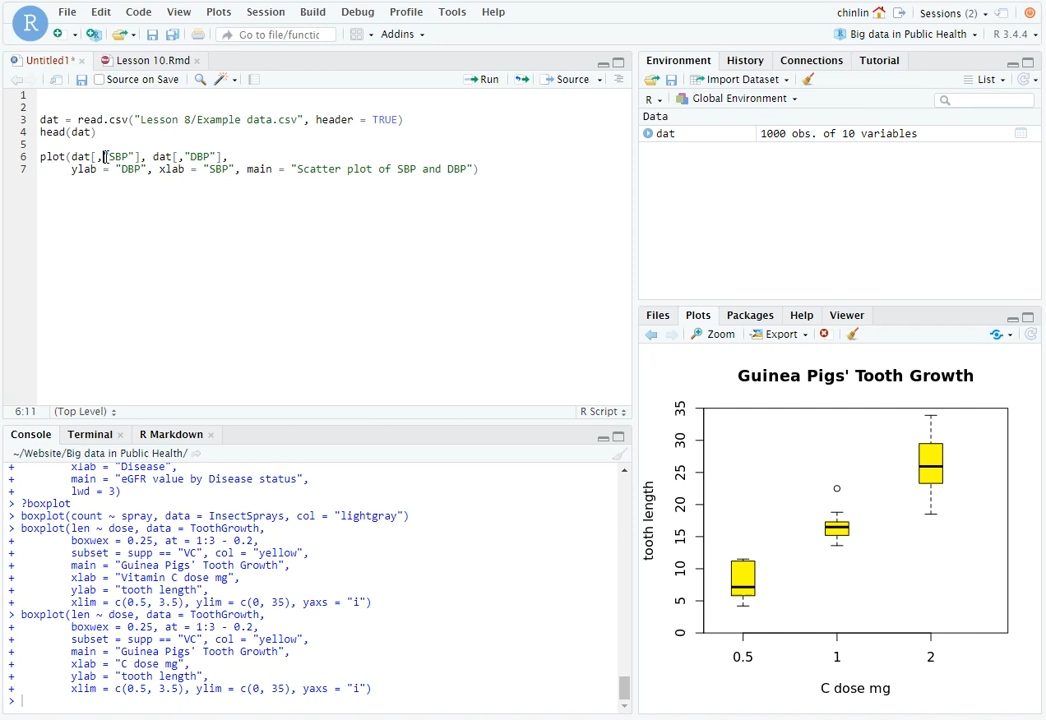 R
File Edit Code View Plots Session Build Debug Profile Tools Help
chinlin Sessions (2)
Go to file/functic Addins
Big data in Public Health R 3.4.4
Untitled1* × Lesson 10.Rmd ×
Source on Save Run Source
1
2
3 dat = read.csv("Lesson 8/Example data.csv", header = TRUE)
4 head(dat)
5
6 plot(dat[,"SBP"], dat[,"DBP"],
7 ylab = "DBP", xlab = "SBP", main = "Scatter plot of SBP and DBP")
6:11 (Top Level) R Script
Console Terminal × R Markdown ×
~/Website/Big data in Public Health/
+ xlab = "Disease",
+ main = "eGFR value by Disease status",
+ lwd = 3)
> ?boxplot
> boxplot(count ~ spray, data = InsectSprays, col = "lightgray")
> boxplot(len ~ dose, data = ToothGrowth,
+ boxwex = 0.25, at = 1:3 - 0.2,
+ subset = supp == "VC", col = "yellow",
+ main = "Guinea Pigs' Tooth Growth",
+ xlab = "Vitamin C dose mg",
+ ylab = "tooth length",
+ xlim = c(0.5, 3.5), ylim = c(0, 35), yaxs = "i")
> boxplot(len ~ dose, data = ToothGrowth,
+ boxwex = 0.25, at = 1:3 - 0.2,
+ subset = supp == "VC", col = "yellow",
+ main = "Guinea Pigs' Tooth Growth",
+ xlab = "C dose mg",
+ ylab = "tooth length",
+ xlim = c(0.5, 3.5), ylim = c(0, 35), yaxs = "i")
>
Environment History Connections Tutorial
Import Dataset List
R Global Environment
Data
dat 1000 obs. of 10 variables
Files Plots Packages Help Viewer
Zoom Export
Guinea Pigs' Tooth Growth
tooth length
35
30
25
20
15
10
5
0
0.5 1 2
C dose mg